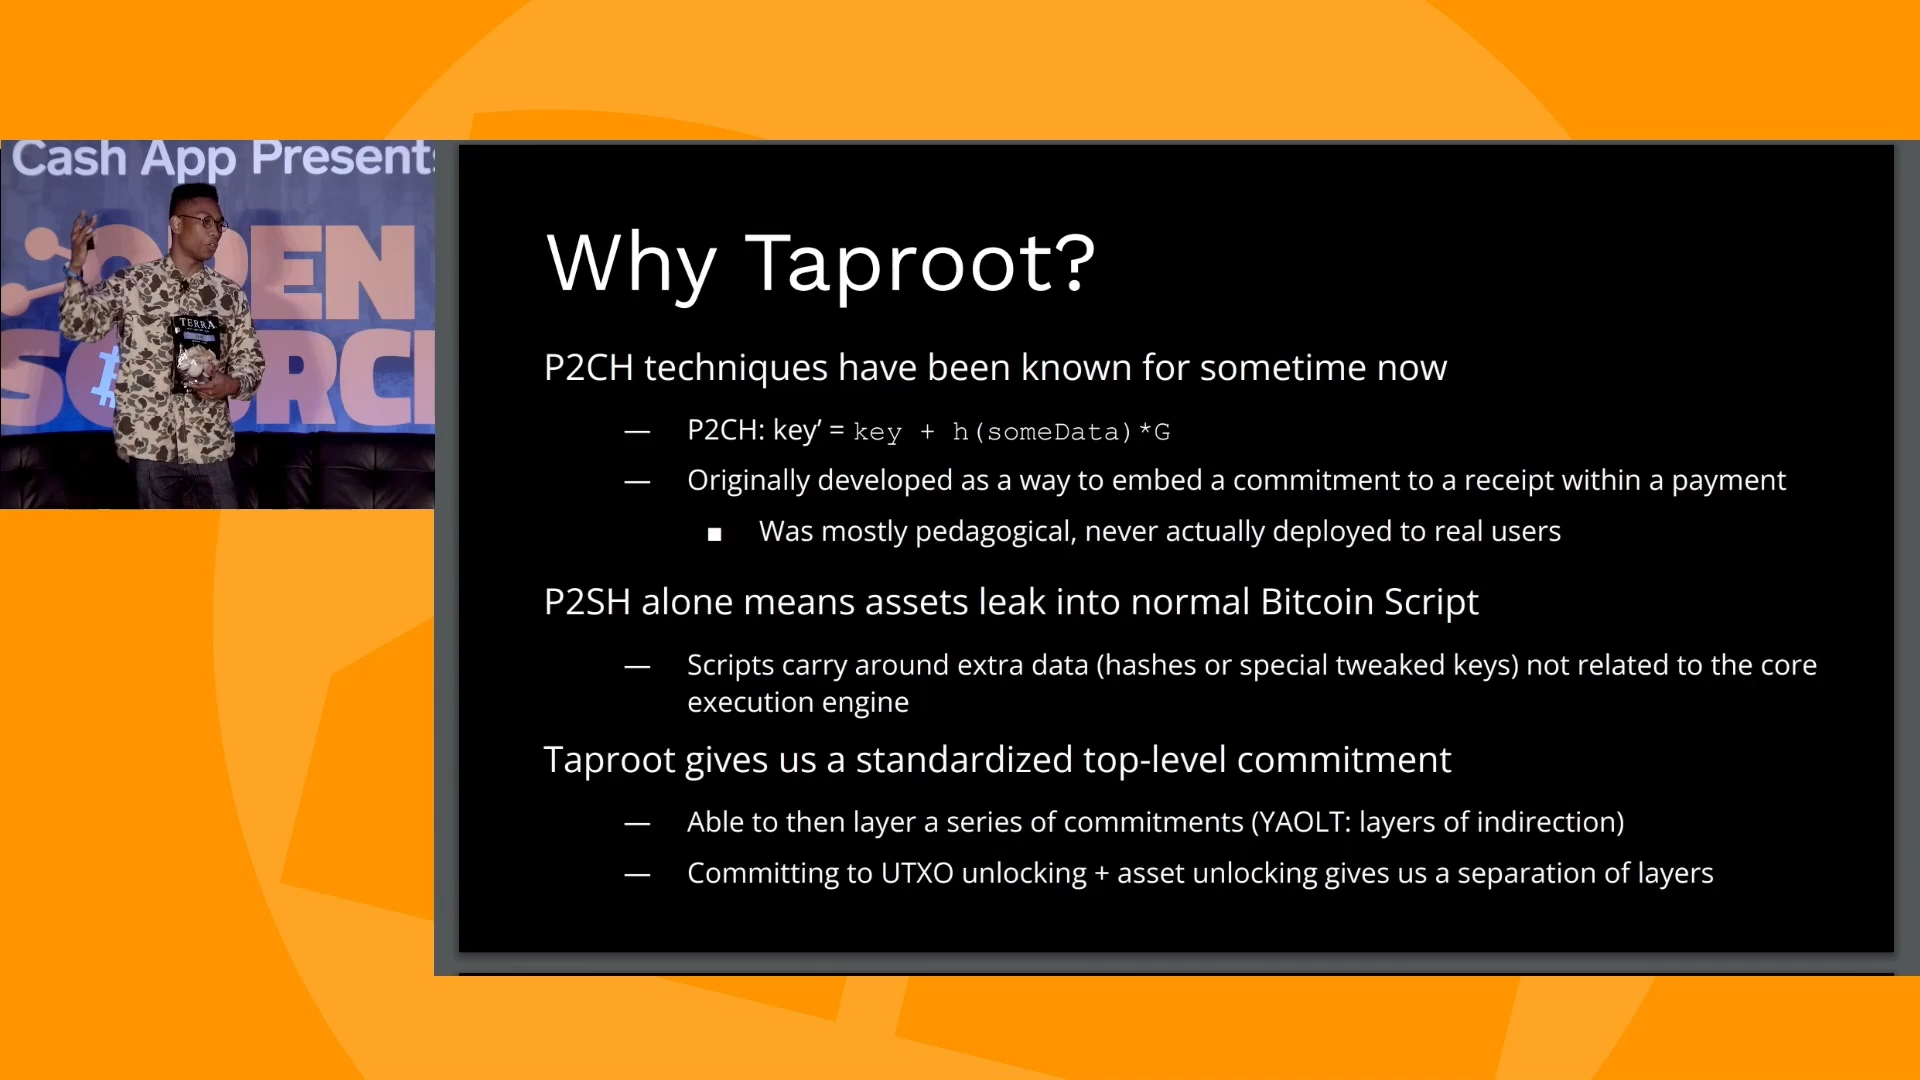 Cash App Presents
OPEN
SOURC
TERRA
Why Taproot?
P2CH techniques have been known for sometime now
— P2CH: key’ = key + h(someData)*G
— Originally developed as a way to embed a commitment to a receipt within a payment
■ Was mostly pedagogical, never actually deployed to real users
P2SH alone means assets leak into normal Bitcoin Script
— Scripts carry around extra data (hashes or special tweaked keys) not related to the core
execution engine
Taproot gives us a standardized top-level commitment
— Able to then layer a series of commitments (YAOLT: layers of indirection)
— Committing to UTXO unlocking + asset unlocking gives us a separation of layers